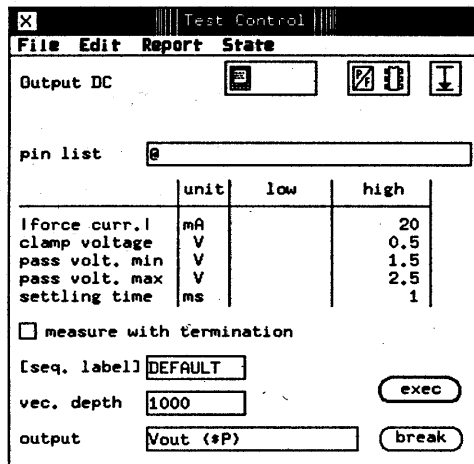 Test Control
File Edit Report State
Output DC
P/F
pin list @
unit low high
|force curr.| mA 20
clamp voltage V 0.5
pass volt. min V 1.5
pass volt. max V 2.5
settling time ms 1
measure with termination
[seq. label] DEFAULT
exec
vec. depth 1000
output Vout (*P) break